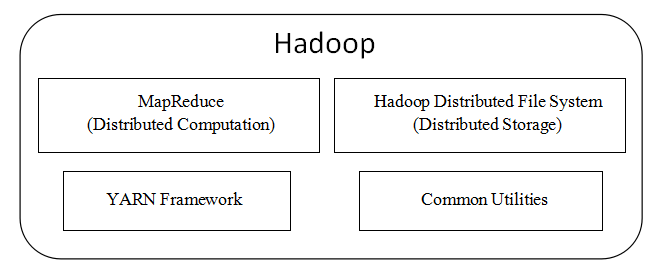 Hadoop
MapReduce
(Distributed Computation)
Hadoop Distributed File System
(Distributed Storage)
YARN Framework
Common Utilities